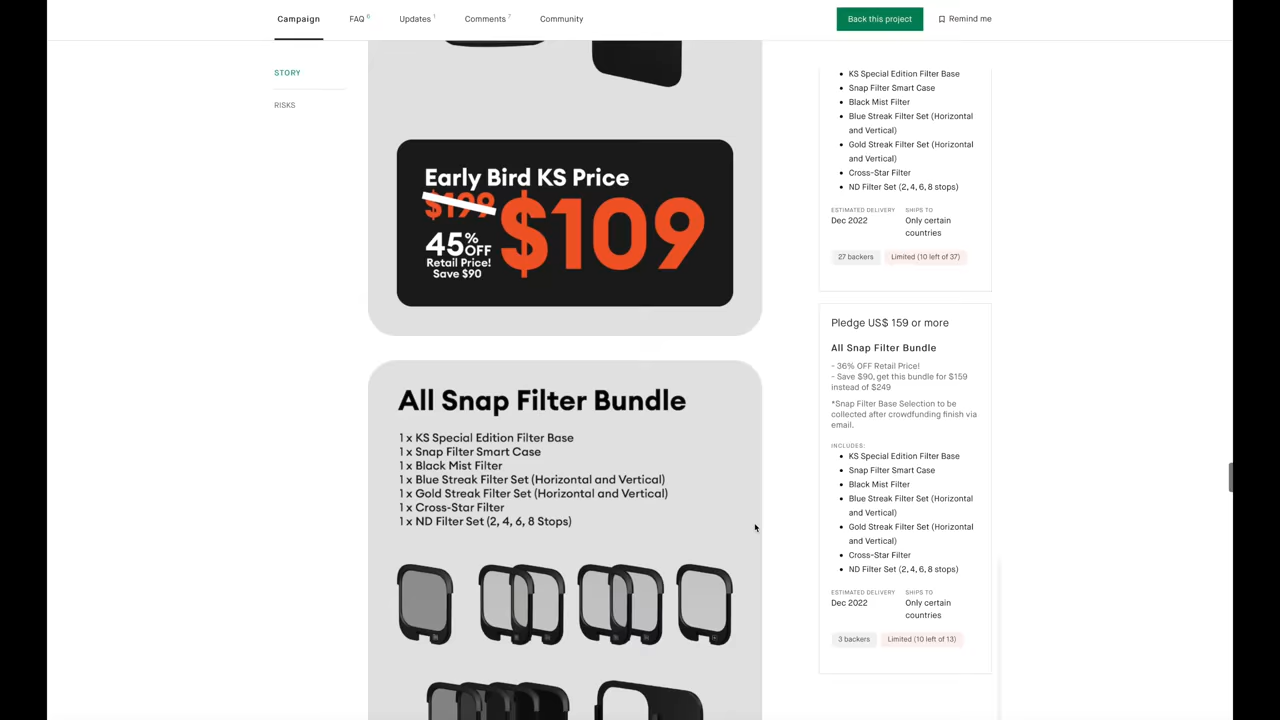 Campaign
FAQ 6
Updates 1
Comments 7
Community
Back this project
Remind me
STORY
RISKS
Early Bird KS Price
$199
$109
45% OFF
Retail Price!
Save $90
All Snap Filter Bundle
1 x KS Special Edition Filter Base
1 x Snap Filter Smart Case
1 x Black Mist Filter
1 x Blue Streak Filter Set (Horizontal and Vertical)
1 x Gold Streak Filter Set (Horizontal and Vertical)
1 x Cross-Star Filter
1 x ND Filter Set (2, 4, 6, 8 Stops)
KS Special Edition Filter Base
Snap Filter Smart Case
Black Mist Filter
Blue Streak Filter Set (Horizontal
and Vertical)
Gold Streak Filter Set (Horizontal
and Vertical)
Cross-Star Filter
ND Filter Set (2, 4, 6, 8 stops)
ESTIMATED DELIVERY
Dec 2022
SHIPS TO
Only certain
countries
27 backers
Limited (10 left of 37)
Pledge US$ 159 or more
All Snap Filter Bundle
- 36% OFF Retail Price!
- Save $90, get this bundle for $159
instead of $249
*Snap Filter Base Selection to be
collected after crowdfunding finish via
email.
INCLUDES:
KS Special Edition Filter Base
Snap Filter Smart Case
Black Mist Filter
Blue Streak Filter Set (Horizontal
and Vertical)
Gold Streak Filter Set (Horizontal
and Vertical)
Cross-Star Filter
ND Filter Set (2, 4, 6, 8 stops)
ESTIMATED DELIVERY
Dec 2022
SHIPS TO
Only certain
countries
3 backers
Limited (10 left of 13)